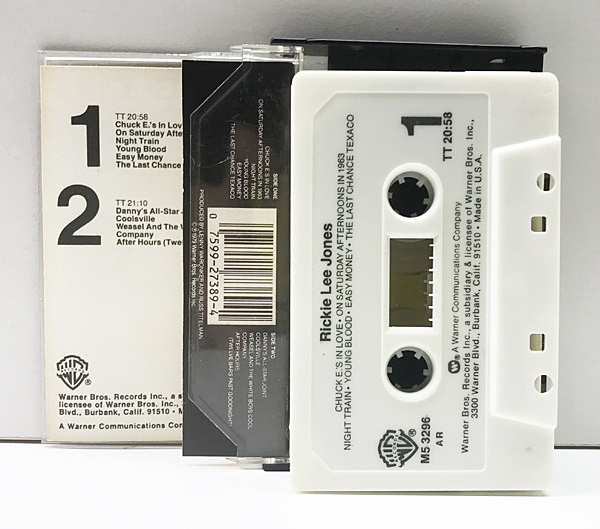 1
TT 20:58
Chuck E.'s In Lov
On Saturday Afte
Night Train
Young Blood
Easy Money
The Last Chance
2
TT 21:10
Danny's All-Star
Coolsville
Weasel And The
Company
After Hours (Twe
Warner Bros. Records Inc., a s
licensee of Warner Bros. I
Blvd., Burbank, Calif. 91510 • M
A Warner Communications Com
SIDE ONE
CHUCK E.'S IN LOVE
ON SATURDAY AFTERNOONS IN 1963
NIGHT TRAIN
YOUNG BLOOD
EASY MONEY
THE LAST CHANCE TEXACO
PRODUCED BY LENNY WARONKER AND RUSS TITELMAN
© ℗ 1979 Warner Bros. Records Inc.
0 7599-27389-4
SIDE TWO
DANNY'S ALL-STAR JOINT
COOLSVILLE
WEASEL AND THE WHITE BOYS COOL
COMPANY
AFTER HOURS
(TWELVE BARS PAST GOODNIGHT)
Rickie Lee Jones
CHUCK E.'S IN LOVE • ON SATURDAY AFTERNOONS IN 1963
NIGHT TRAIN • YOUNG BLOOD • EASY MONEY • THE LAST CHANCE TEXACO
1
TT 20:58
M5 3296
AR
A Warner Communications Company
Warner Bros. Records Inc., a subsidiary & licensee of Warner Bros. Inc.,
3300 Warner Blvd., Burbank, Calif. 91510 • Made in U.S.A.